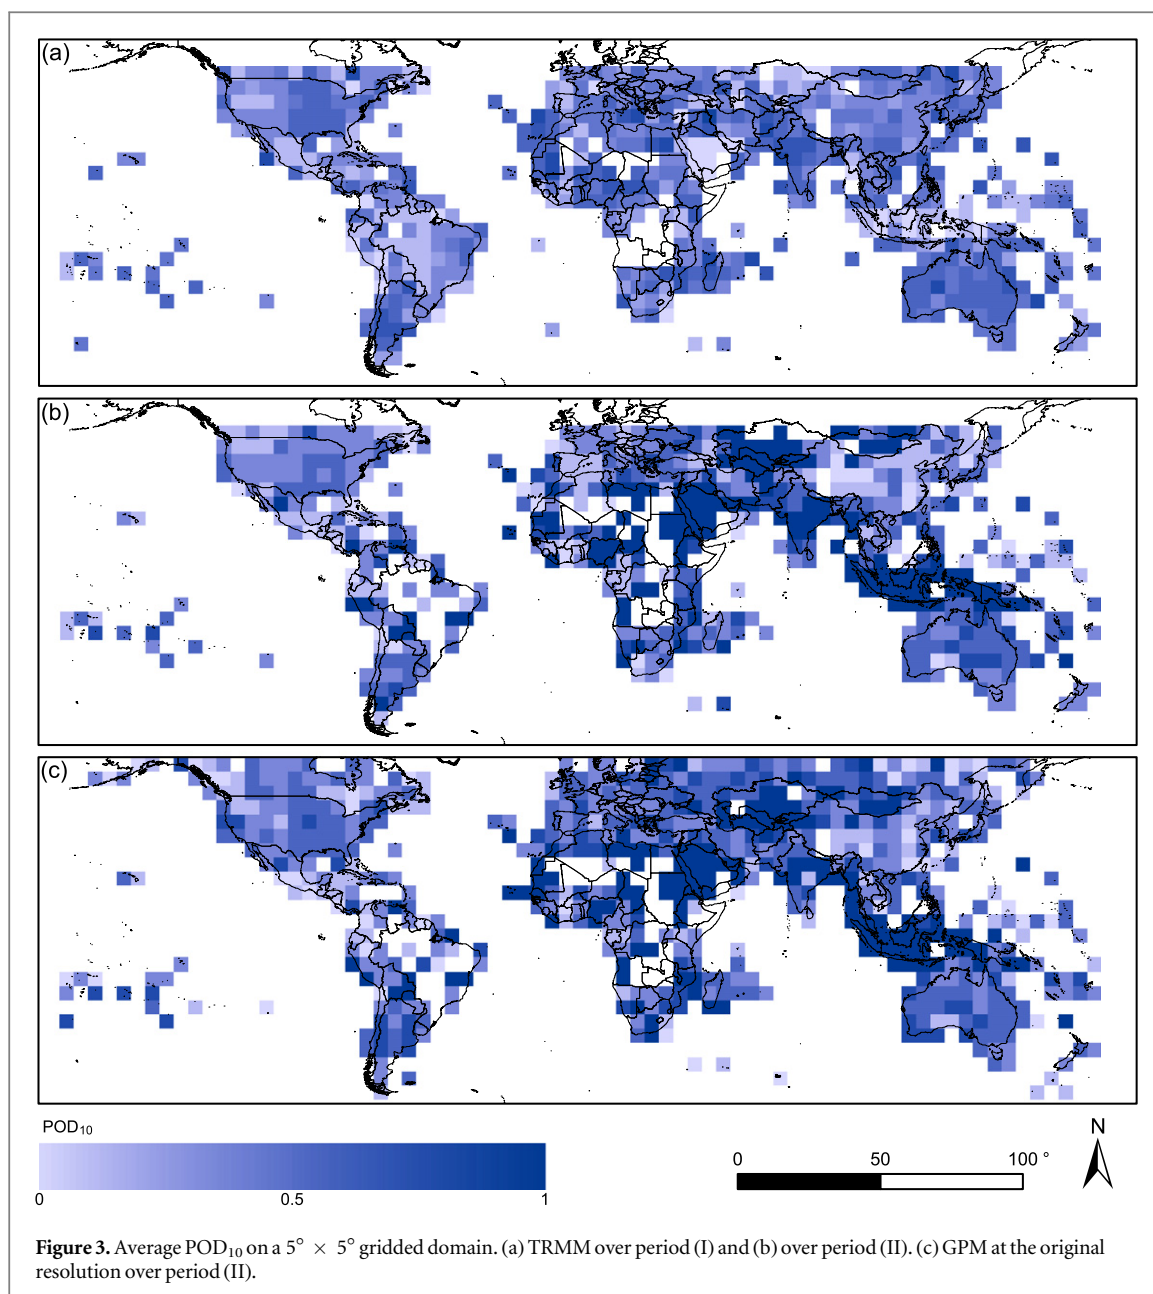 (a)
(b)
(c)
POD₁₀
0 0.5 1
0 50 100 °
N
Figure 3. Average POD₁₀ on a 5° × 5° gridded domain. (a) TRMM over period (I) and (b) over period (II). (c) GPM at the original
resolution over period (II).